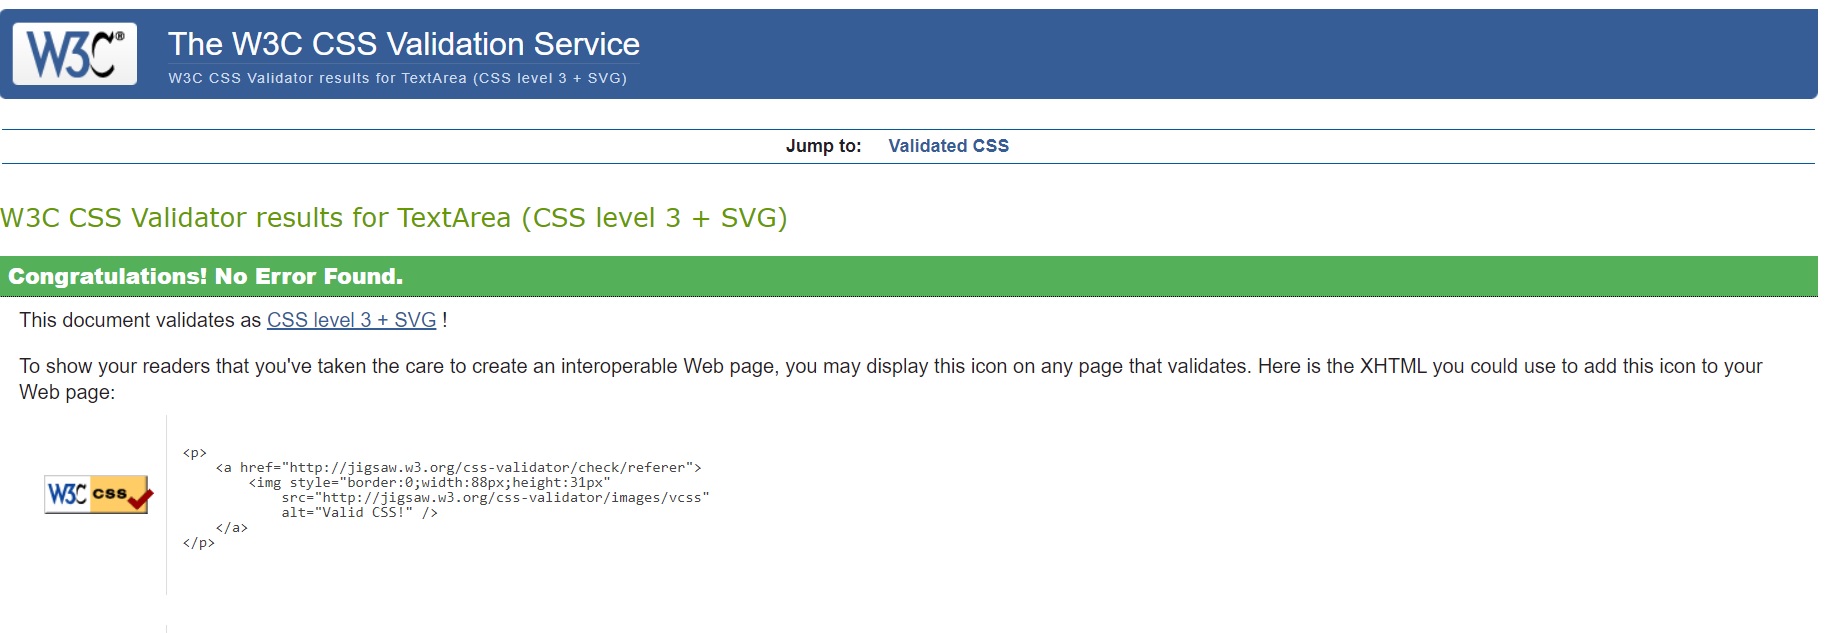 W3C®
The W3C CSS Validation Service
W3C CSS Validator results for TextArea (CSS level 3 + SVG)
Jump to: Validated CSS
W3C CSS Validator results for TextArea (CSS level 3 + SVG)
Congratulations! No Error Found.
This document validates as CSS level 3 + SVG !
To show your readers that you've taken the care to create an interoperable Web page, you may display this icon on any page that validates. Here is the XHTML you could use to add this icon to your
Web page:
W3C css
<p>
    <a href="http://jigsaw.w3.org/css-validator/check/referer">
        <img style="border:0;width:88px;height:31px"
            src="http://jigsaw.w3.org/css-validator/images/vcss"
            alt="Valid CSS!" />
    </a>
</p>